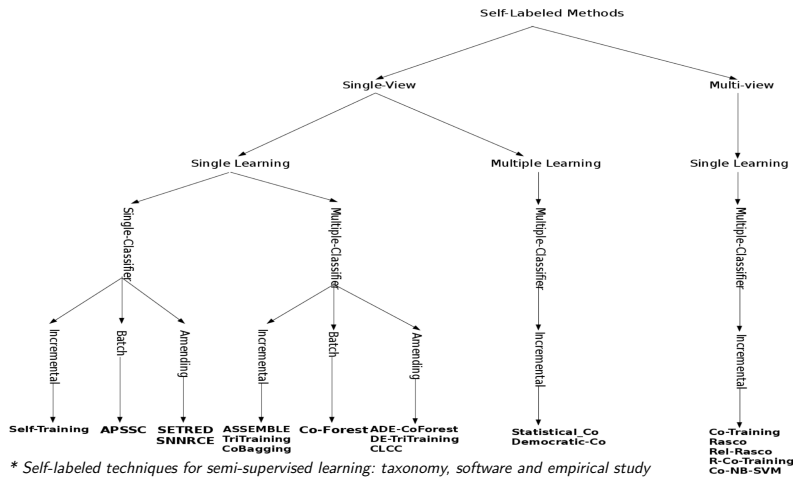 Self-Labeled Methods
Single-View
Multi-view
Single Learning
Multiple Learning
Single Learning
Single-Classifier
Multiple-Classifier
Multiple-Classifier
Multiple-Classifier
Incremental
Batch
Amending
Incremental
Batch
Amending
Incremental
Incremental
Self-Training
APSSC
SETRED
SNNRCE
ASSEMBLE
TriTraining
CoBagging
Co-Forest
ADE-CoForest
DE-TriTraining
CLCC
Statistical_Co
Democratic-Co
Co-Training
Rasco
Rel-Rasco
R-Co-Training
Co-NB-SVM
* Self-labeled techniques for semi-supervised learning: taxonomy, software and empirical study